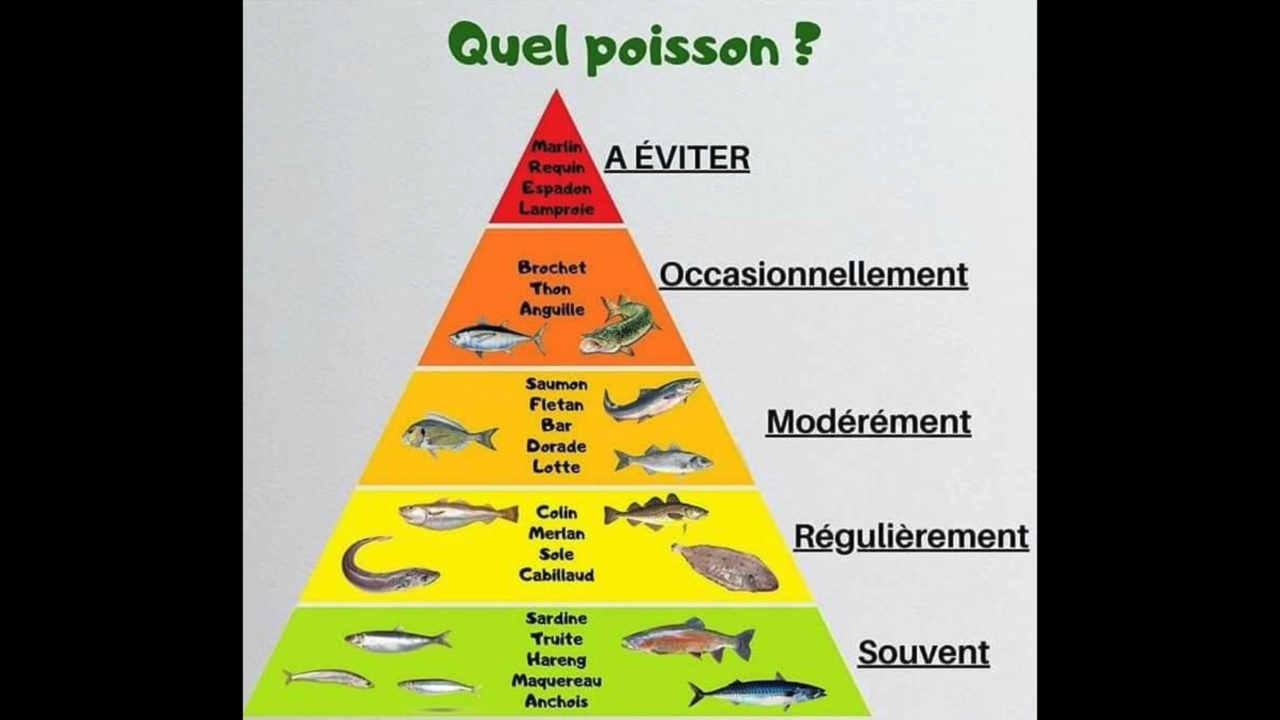 Quel poisson ?
Marlin
Requin
Espadon
Lamproie
A ÉVITER
Brochet
Thon
Anguille
Occasionnellement
Saumon
Fletan
Bar
Dorade
Lotte
Modérément
Colin
Merlan
Sole
Cabillaud
Régulièrement
Sardine
Truite
Hareng
Maquereau
Anchois
Souvent